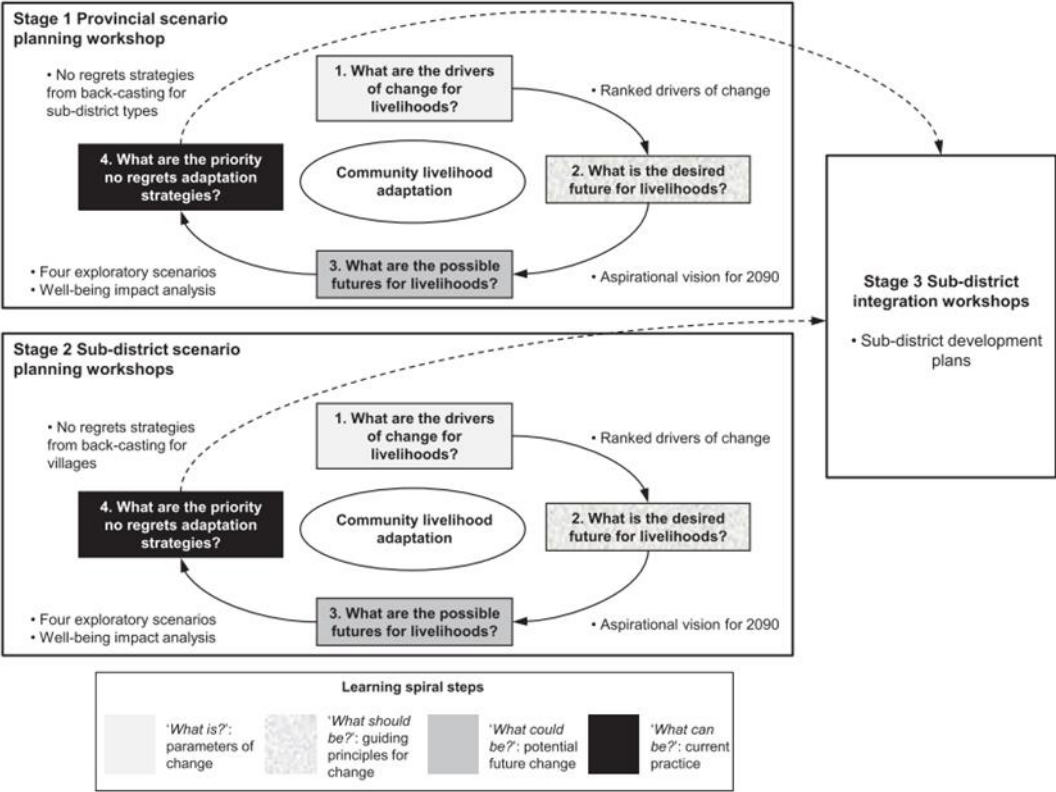 Stage 1 Provincial scenario
planning workshop
• No regrets strategies
from back-casting for
sub-district types
1. What are the drivers
of change for
livelihoods?
• Ranked drivers of change
4. What are the priority
no regrets adaptation
strategies?
Community livelihood
adaptation
2. What is the desired
future for livelihoods?
• Four exploratory scenarios
• Well-being impact analysis
3. What are the possible
futures for livelihoods?
• Aspirational vision for 2090
Stage 2 Sub-district scenario
planning workshops
• No regrets strategies
from back-casting for
villages
1. What are the drivers
of change for
livelihoods?
• Ranked drivers of change
4. What are the priority
no regrets adaptation
strategies?
Community livelihood
adaptation
2. What is the desired
future for livelihoods?
• Four exploratory scenarios
• Well-being impact analysis
3. What are the possible
futures for livelihoods?
• Aspirational vision for 2090
Stage 3 Sub-district
integration workshops
• Sub-district development
plans
Learning spiral steps
‘What is?’:
parameters of
change
‘What should
be?’: guiding
principles for
change
‘What could
be?’: potential
future change
‘What can
be?’: current
practice